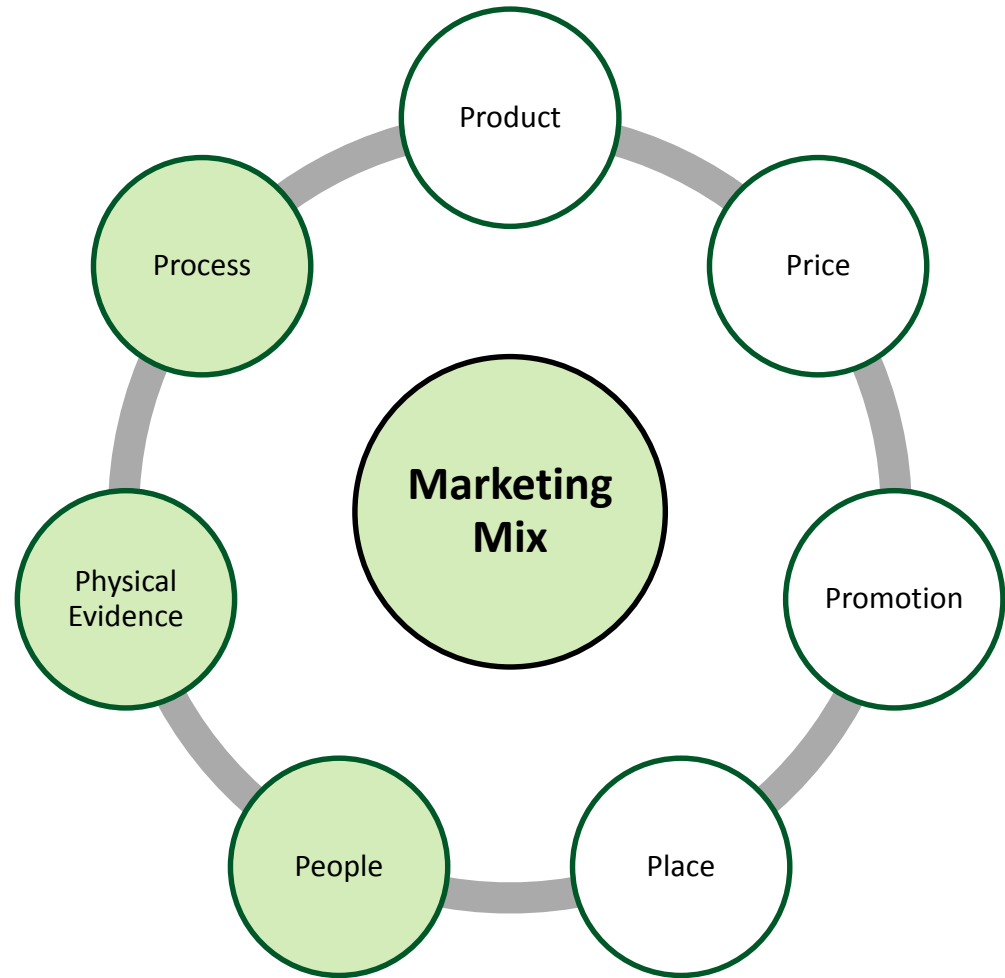 Product
Price
Promotion
Place
People
Physical
Evidence
Process
Marketing
Mix